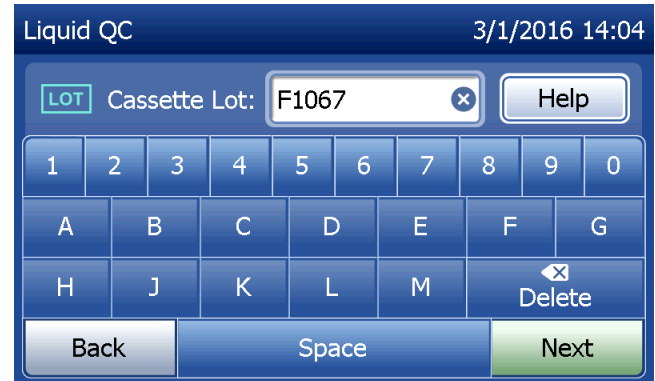 Liquid QC 3/1/2016 14:04
LOT Cassette Lot: F1067 Help
1 2 3 4 5 6 7 8 9 0
A B C D E F G
H J K L M Delete
Back Space Next